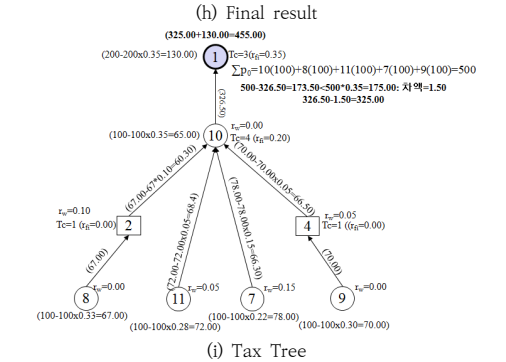 (h) Final result
(325.00+130.00=455.00)
(200-200x0.35=130.00)
1
Tc=3(rfi=0.35)
∑p0=10(100)+8(100)+11(100)+7(100)+9(100)=500
500-326.50=173.50<500*0.35=175.00: 차액=1.50
326.50-1.50=325.00
(326.50)
(100-100x0.35=65.00)
10
rw=0.00
Tc=4 (rfi=0.20)
(67.00-67*0.10=60.30)
(72.00-72.00x0.05=68.4)
(78.00-78.00x0.15=66.30)
(70.00-70.00x0.05=66.50)
rw=0.10
Tc=1 (rfi=0.00)
2
4
rw=0.05
Tc=1 ((rfi=0.00)
(67.00)
(70.00)
8
rw=0.00
11
rw=0.05
7
rw=0.15
9
rw=0.00
(100-100x0.33=67.00)
(100-100x0.28=72.00)
(100-100x0.22=78.00)
(100-100x0.30=70.00)
(i) Tax Tree